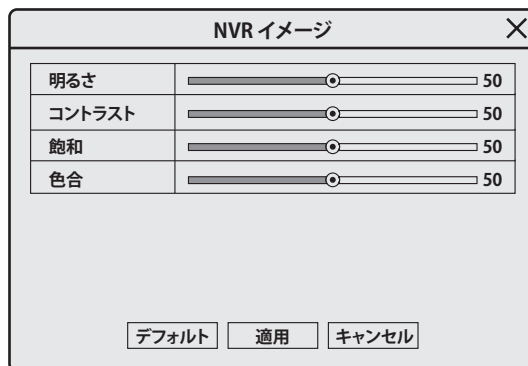 NVR イメージ
明るさ 50
コントラスト 50
飽和 50
色合 50
デフォルト 適用 キャンセル